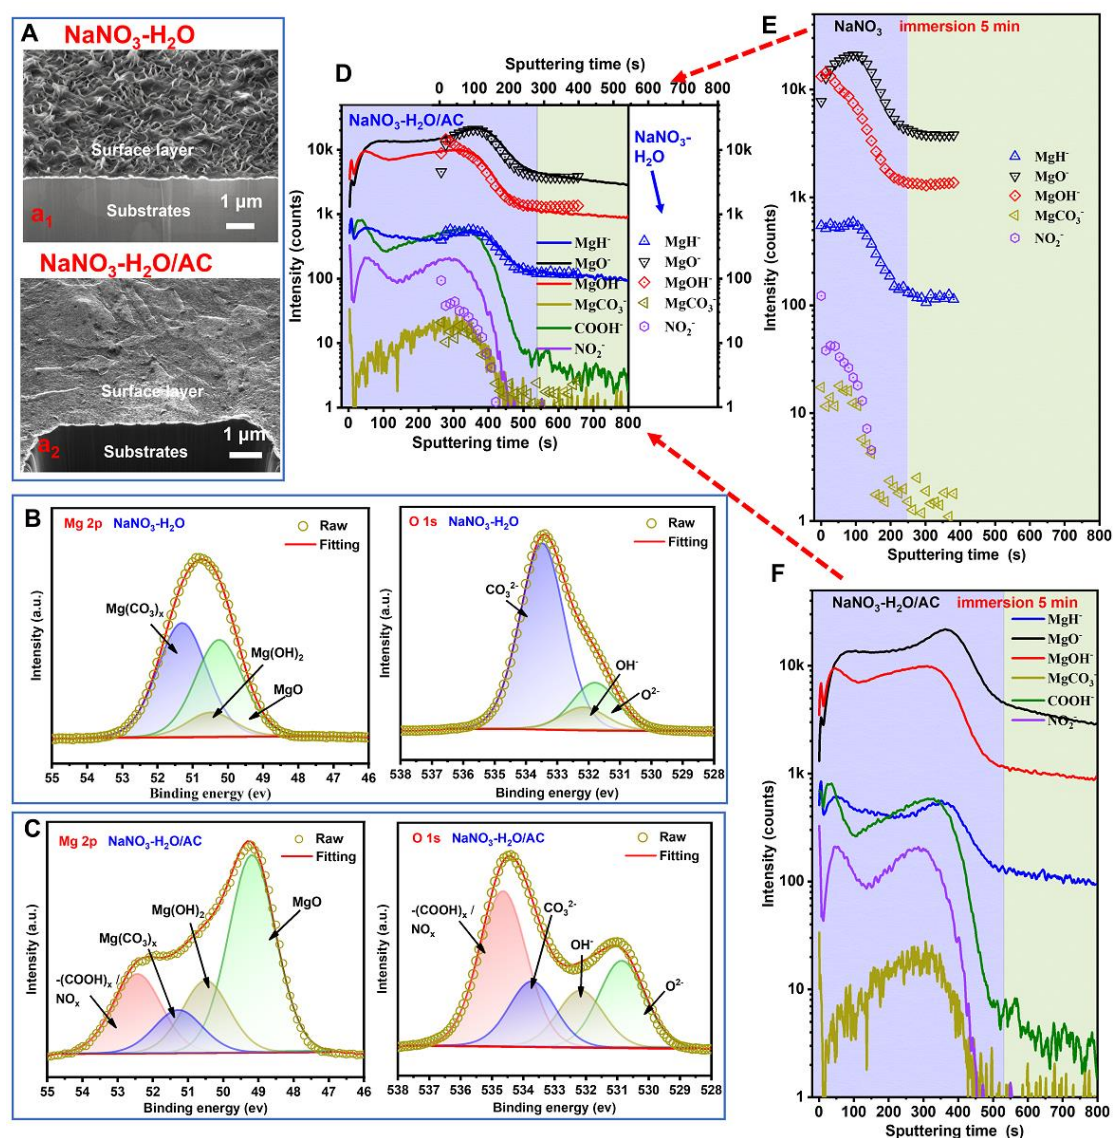 A
NaNO₃-H₂O
Surface layer
a₁
Substrates
1 µm
NaNO₃-H₂O/AC
Surface layer
a₂
Substrates
1 µm
D
Sputtering time (s)
0 100 200 300 400 500 600 700 800
NaNO₃-H₂O/AC
NaNO₃-
H₂O
Intensity (counts)
10k
1k
100
10
1
MgH⁻
MgO⁻
MgOH⁻
MgCO₃⁻
COOH⁻
NO₂⁻
MgH⁻
MgO⁻
MgOH⁻
MgCO₃⁻
NO₂⁻
10k
1k
100
10
1
0 100 200 300 400 500 600 700 800
Sputtering time (s)
E
NaNO₃ immersion 5 min
Intensity (counts)
10k
1k
100
10
1
MgH⁻
MgO⁻
MgOH⁻
MgCO₃⁻
NO₂⁻
0 100 200 300 400 500 600 700 800
Sputtering time (s)
B
Mg 2p NaNO₃-H₂O
Raw
Fitting
Mg(CO₃)ₓ
Mg(OH)₂
MgO
Intensity (a.u.)
55 54 53 52 51 50 49 48 47 46
Binding energy (ev)
O 1s NaNO₃-H₂O
Raw
Fitting
CO₃²⁻
OH⁻
O²⁻
Intensity (a.u.)
538 537 536 535 534 533 532 531 530 529 528
Binding energy (ev)
C
Mg 2p NaNO₃-H₂O/AC
Raw
Fitting
MgO
Mg(OH)₂
Mg(CO₃)ₓ
-(COOH)ₓ /
NOₓ
Intensity (a.u.)
55 54 53 52 51 50 49 48 47 46 45
Binding energy (ev)
O 1s NaNO₃-H₂O/AC
Raw
Fitting
-(COOH)ₓ /
NOₓ
CO₃²⁻
OH⁻
O²⁻
Intensity (a.u.)
538 537 536 535 534 533 532 531 530 529 528
Binding energy (ev)
F
NaNO₃-H₂O/AC immersion 5 min
MgH⁻
MgO⁻
MgOH⁻
MgCO₃⁻
COOH⁻
NO₂⁻
Intensity (counts)
10k
1k
100
10
1
0 100 200 300 400 500 600 700 800
Sputtering time (s)